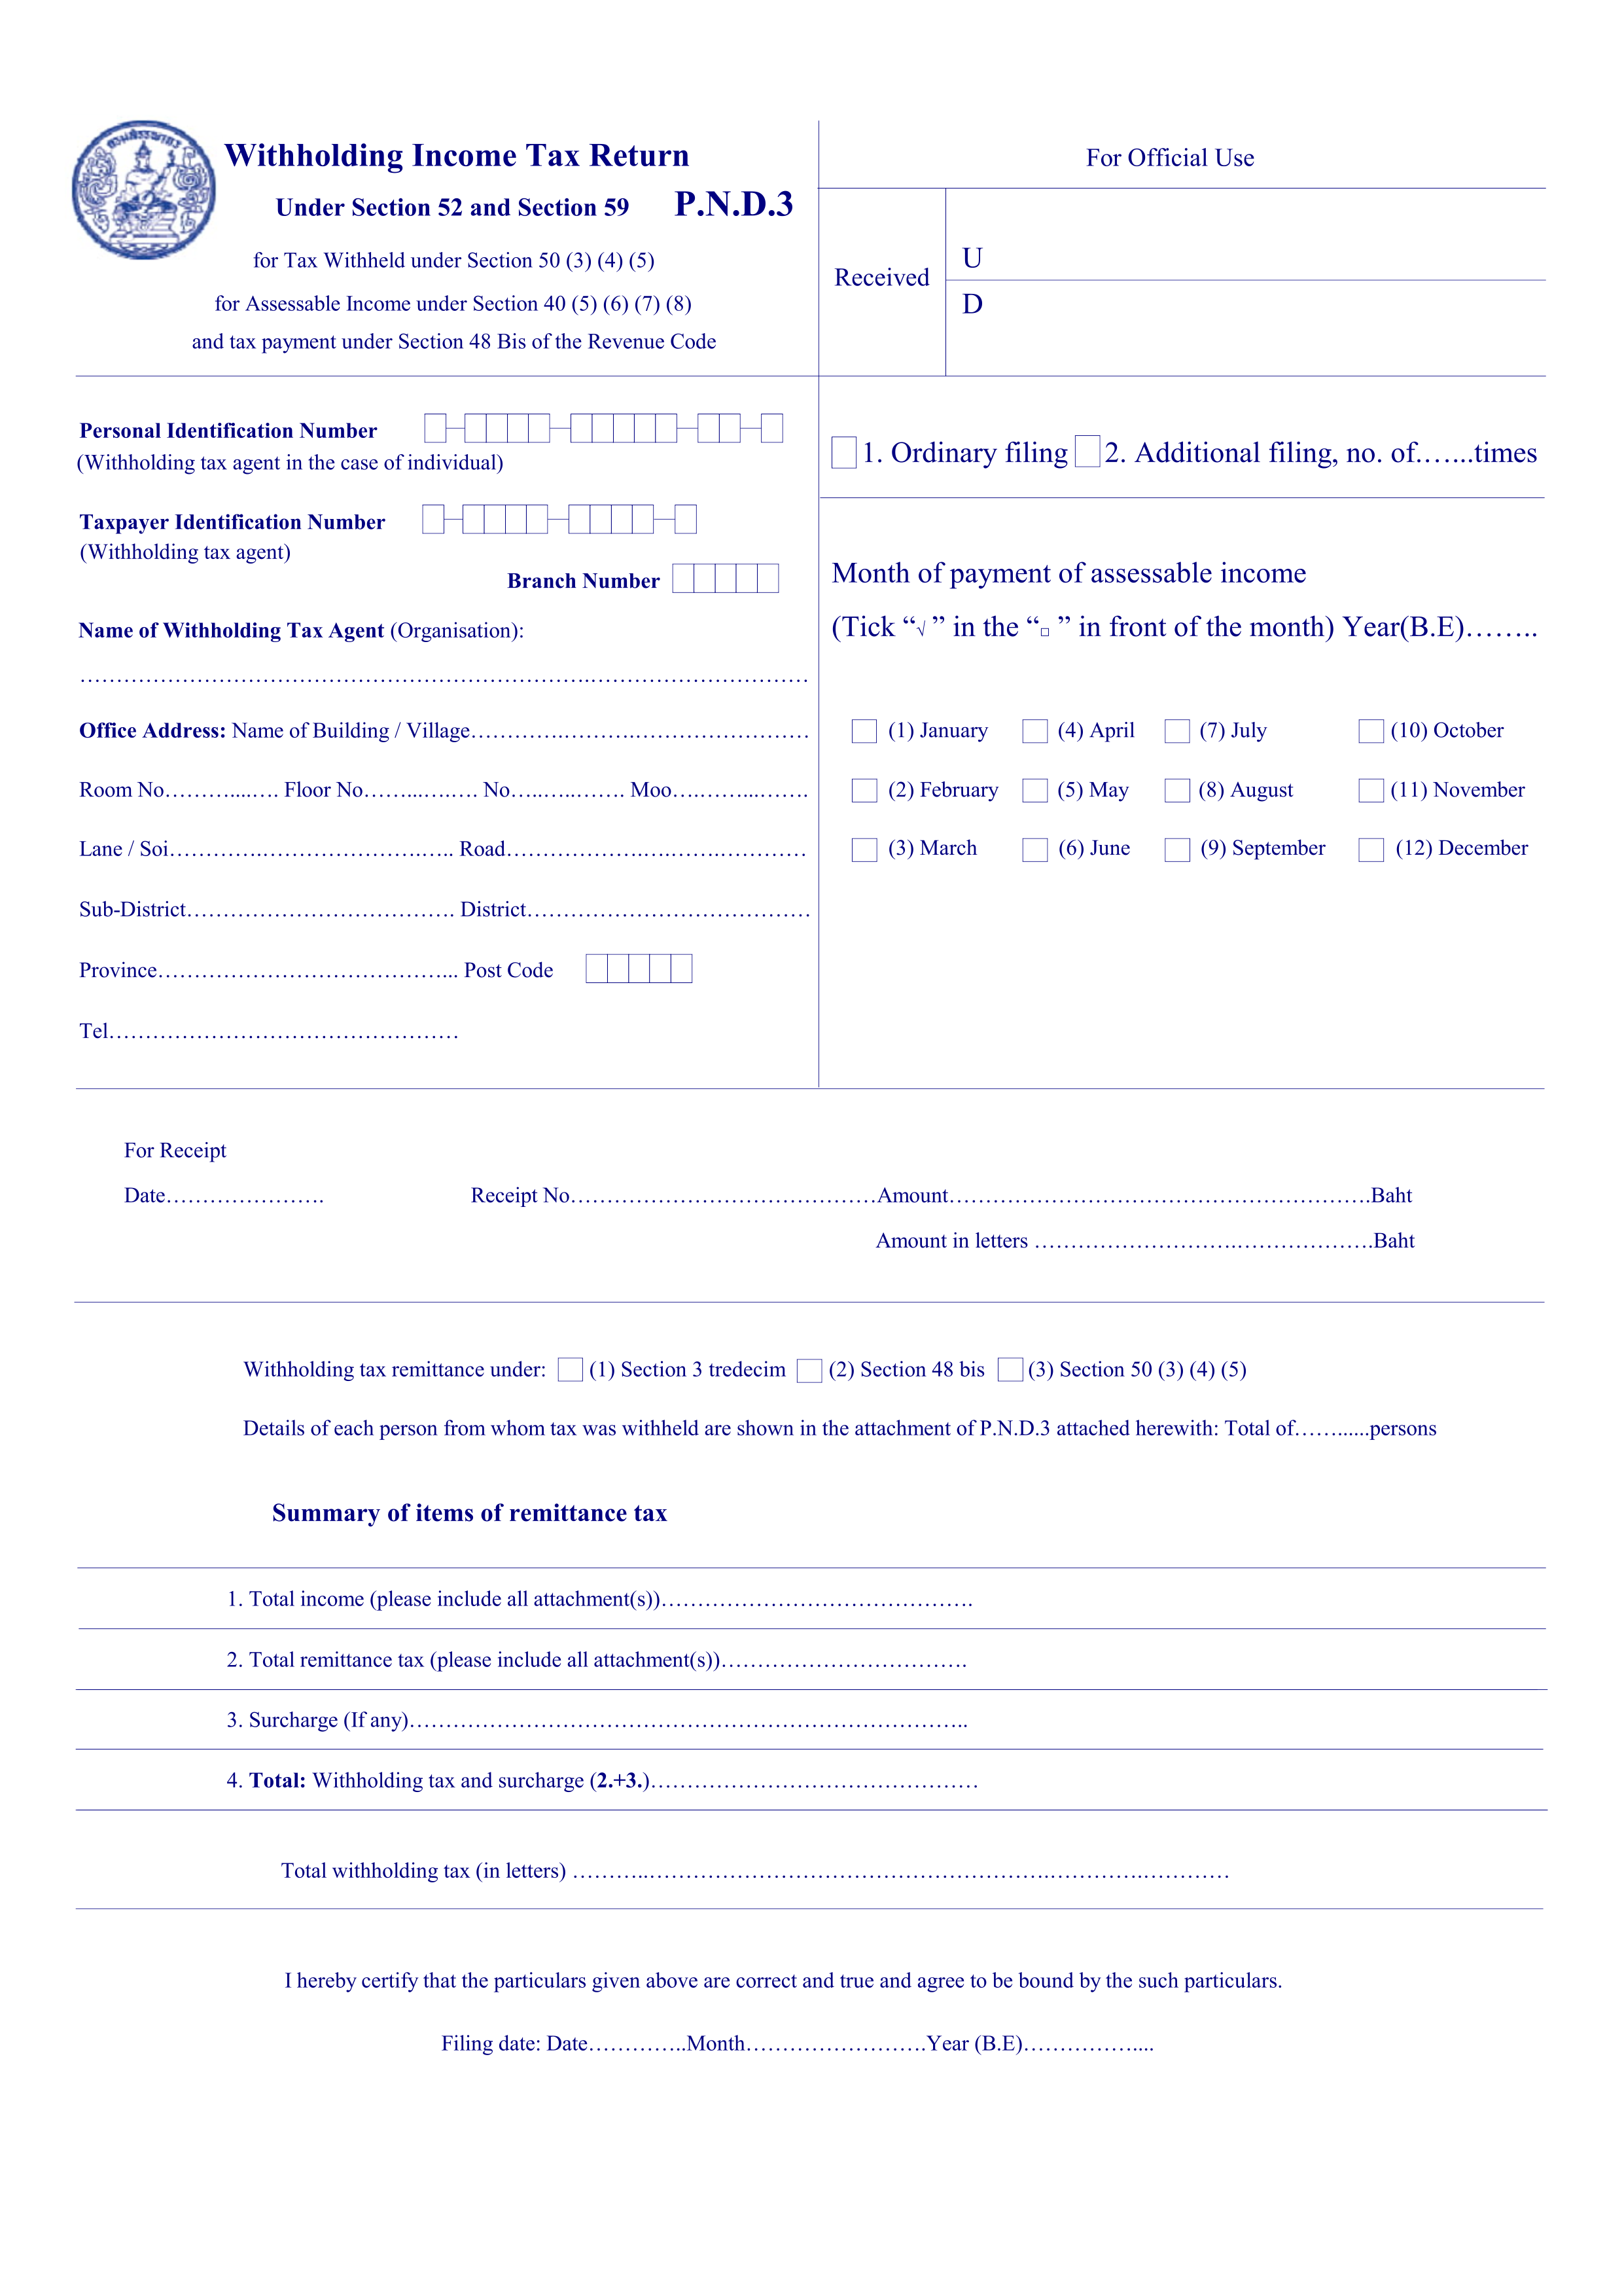 Withholding Income Tax Return
Under Section 52 and Section 59 P.N.D.3
for Tax Withheld under Section 50 (3) (4) (5)
for Assessable Income under Section 40 (5) (6) (7) (8)
and tax payment under Section 48 Bis of the Revenue Code
For Official Use
Received
U
D
Personal Identification Number
(Withholding tax agent in the case of individual)
Taxpayer Identification Number
(Withholding tax agent)
Branch Number
Name of Withholding Tax Agent (Organisation):
……………………………………………………………….…………………………
Office Address: Name of Building / Village………….……….……………………
Room No………....…. Floor No……...….…. No…..…..……. Moo….……...…….
Lane / Soi………….………………….….. Road……………….….…….…………
Sub-District………………………………. District…………………………………
Province…………………………………... Post Code
Tel…………………………………………
1. Ordinary filing 2. Additional filing, no. of……...times
Month of payment of assessable income
(Tick “√ ” in the “□ ” in front of the month) Year(B.E)……..
(1) January (4) April (7) July (10) October
(2) February (5) May (8) August (11) November
(3) March (6) June (9) September (12) December
For Receipt
Date…………………. Receipt No……………………………………Amount………………………………………………….Baht
Amount in letters ……………………….……………….Baht
Withholding tax remittance under: (1) Section 3 tredecim (2) Section 48 bis (3) Section 50 (3) (4) (5)
Details of each person from whom tax was withheld are shown in the attachment of P.N.D.3 attached herewith: Total of…….....persons
Summary of items of remittance tax
1. Total income (please include all attachment(s))…………………………………….
2. Total remittance tax (please include all attachment(s))…………………………….
3. Surcharge (If any)…………………………………………………………………..
4. Total: Withholding tax and surcharge (2.+3.)………………………………………
Total withholding tax (in letters) ………..……………………………………………….………….…………
I hereby certify that the particulars given above are correct and true and agree to be bound by the such particulars.
Filing date: Date…………..Month…………………….Year (B.E)……………....